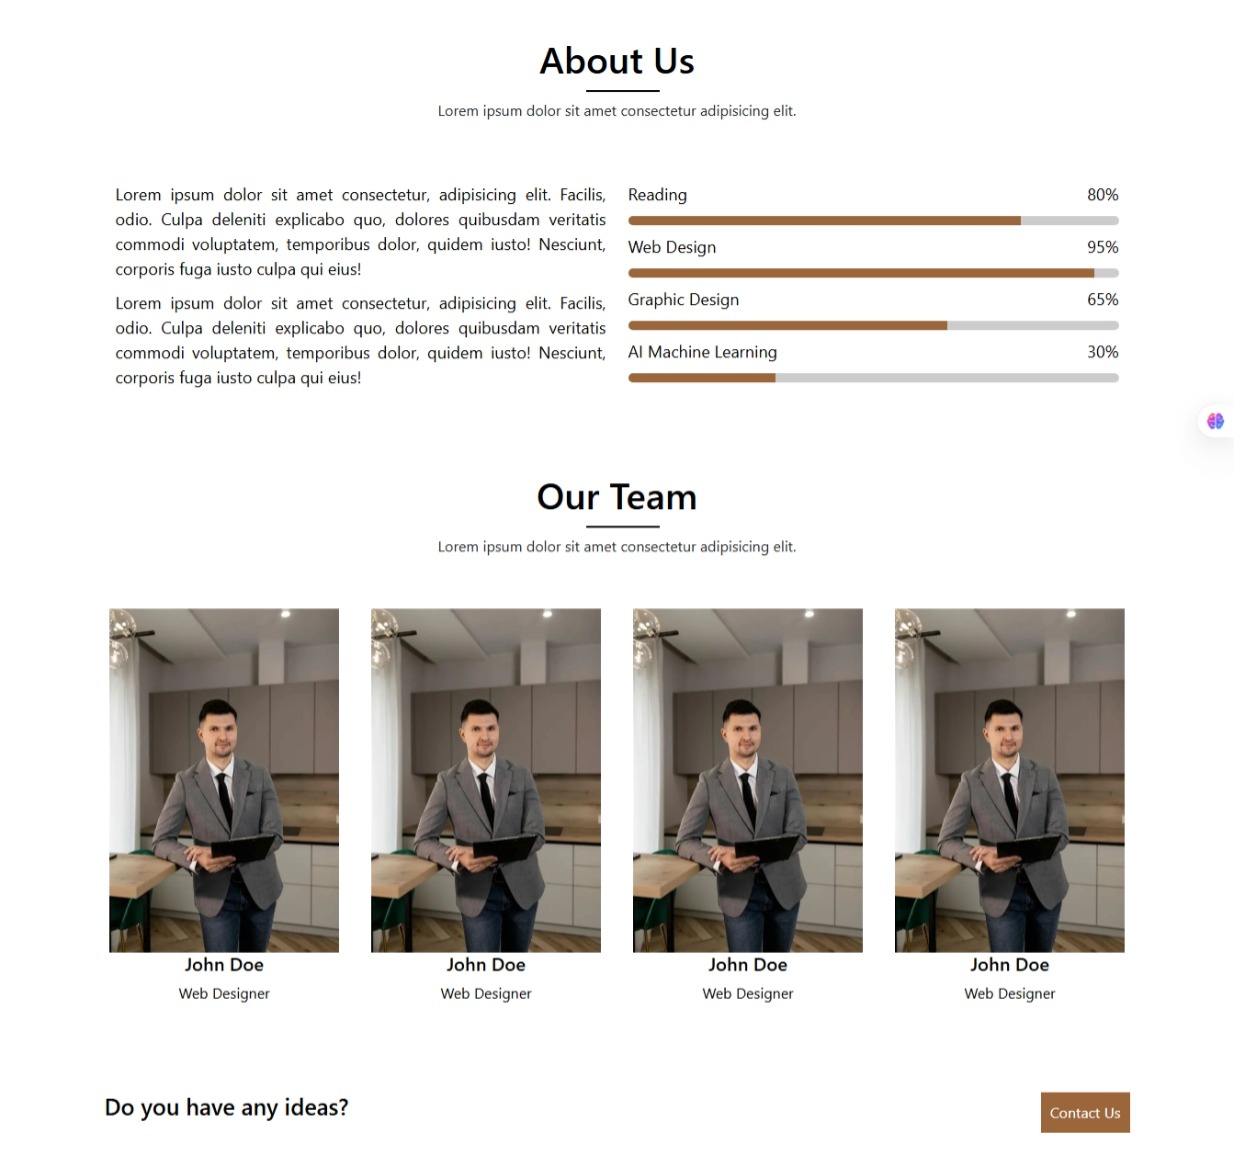 About Us
Lorem ipsum dolor sit amet consectetur adipisicing elit.
Lorem ipsum dolor sit amet consectetur, adipisicing elit. Facilis,
odio. Culpa deleniti explicabo quo, dolores quibusdam veritatis
commodi voluptatem, temporibus dolor, quidem iusto! Nesciunt,
corporis fuga iusto culpa qui eius!
Lorem ipsum dolor sit amet consectetur, adipisicing elit. Facilis,
odio. Culpa deleniti explicabo quo, dolores quibusdam veritatis
commodi voluptatem, temporibus dolor, quidem iusto! Nesciunt,
corporis fuga iusto culpa qui eius!
Reading 80%
Web Design 95%
Graphic Design 65%
AI Machine Learning 30%
Our Team
Lorem ipsum dolor sit amet consectetur adipisicing elit.
John Doe
Web Designer
John Doe
Web Designer
John Doe
Web Designer
John Doe
Web Designer
Do you have any ideas?
Contact Us